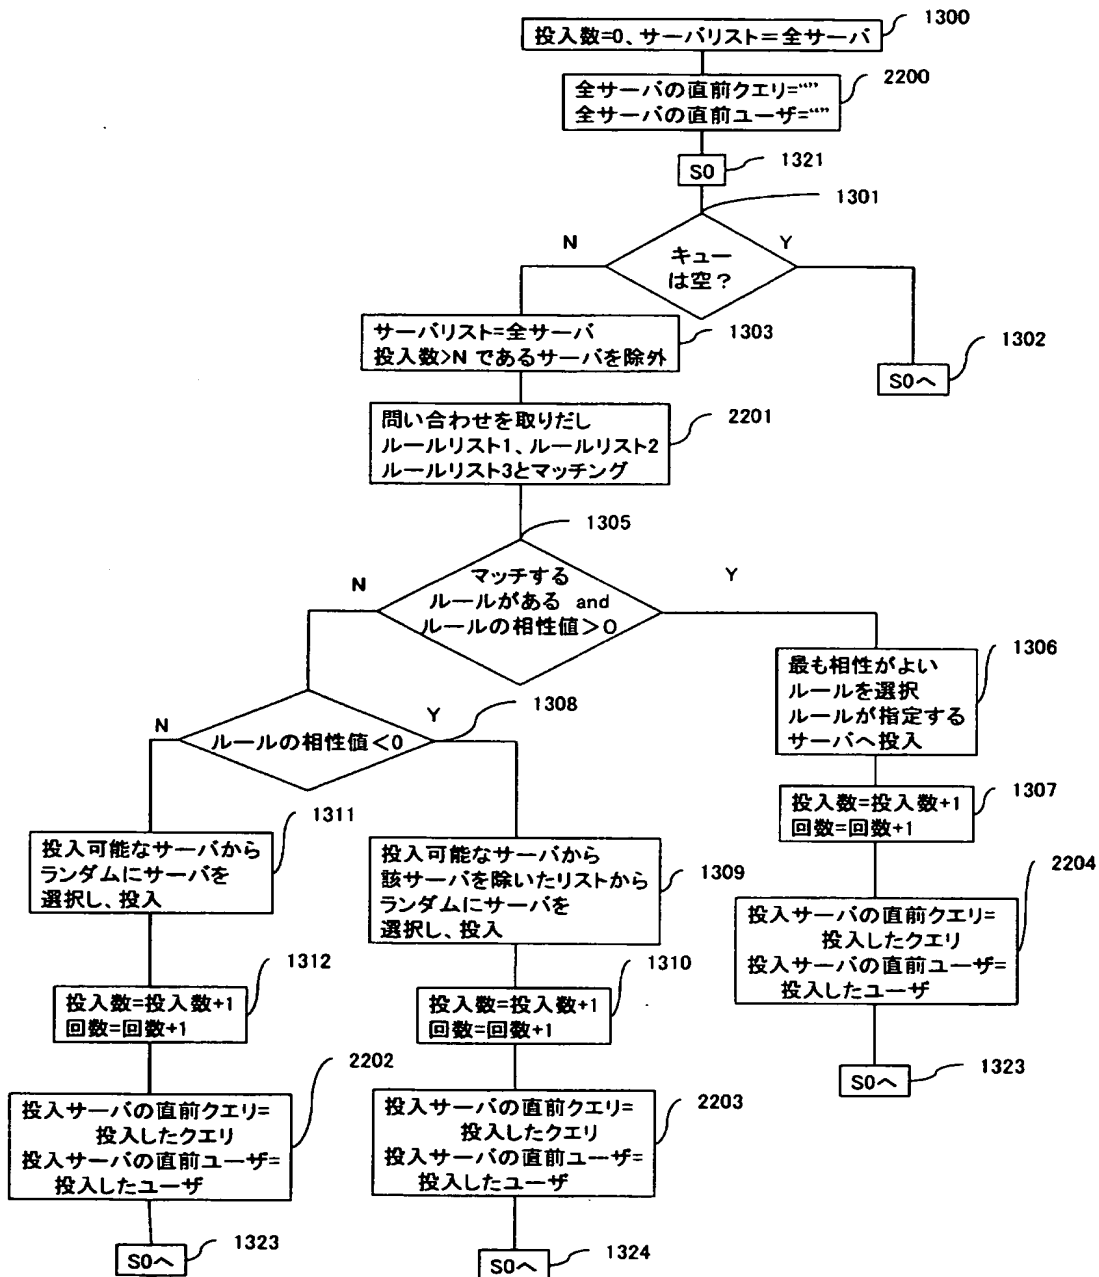 1300
投入数=0、サーバリスト＝全サーバ
2200
全サーバの直前クエリ=“”
全サーバの直前ユーザ=“”
1321
S0
1301
N
Y
キュー
は空？
サーバリスト=全サーバ
投入数>N であるサーバを除外
1303
1302
S0へ
問い合わせを取りだし
ルールリスト1、ルールリスト2
ルールリスト3とマッチング
2201
1305
N
Y
マッチする
ルールがある and
ルールの相性値＞0
1306
最も相性がよい
ルールを選択
ルールが指定する
サーバへ投入
N
Y
1308
ルールの相性値＜0
1307
投入数=投入数+1
回数=回数+1
1311
投入可能なサーバから
ランダムにサーバを
選択し、投入
投入可能なサーバから
該サーバを除いたリストから
ランダムにサーバを
選択し、投入
1309
2204
投入サーバの直前クエリ=
投入したクエリ
投入サーバの直前ユーザ=
投入したユーザ
1312
投入数=投入数+1
回数=回数+1
1310
投入数=投入数+1
回数=回数+1
1323
S0へ
2202
投入サーバの直前クエリ=
投入したクエリ
投入サーバの直前ユーザ=
投入したユーザ
2203
投入サーバの直前クエリ=
投入したクエリ
投入サーバの直前ユーザ=
投入したユーザ
1323
S0へ
1324
S0へ